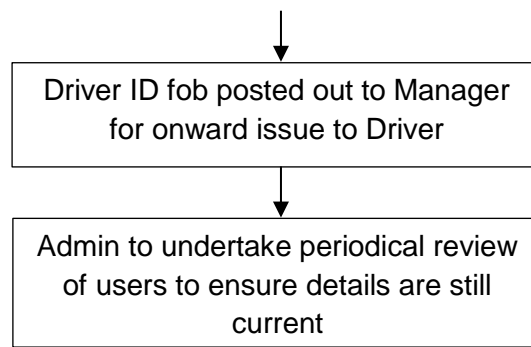 Driver ID fob posted out to Manager
for onward issue to Driver
Admin to undertake periodical review
of users to ensure details are still
current